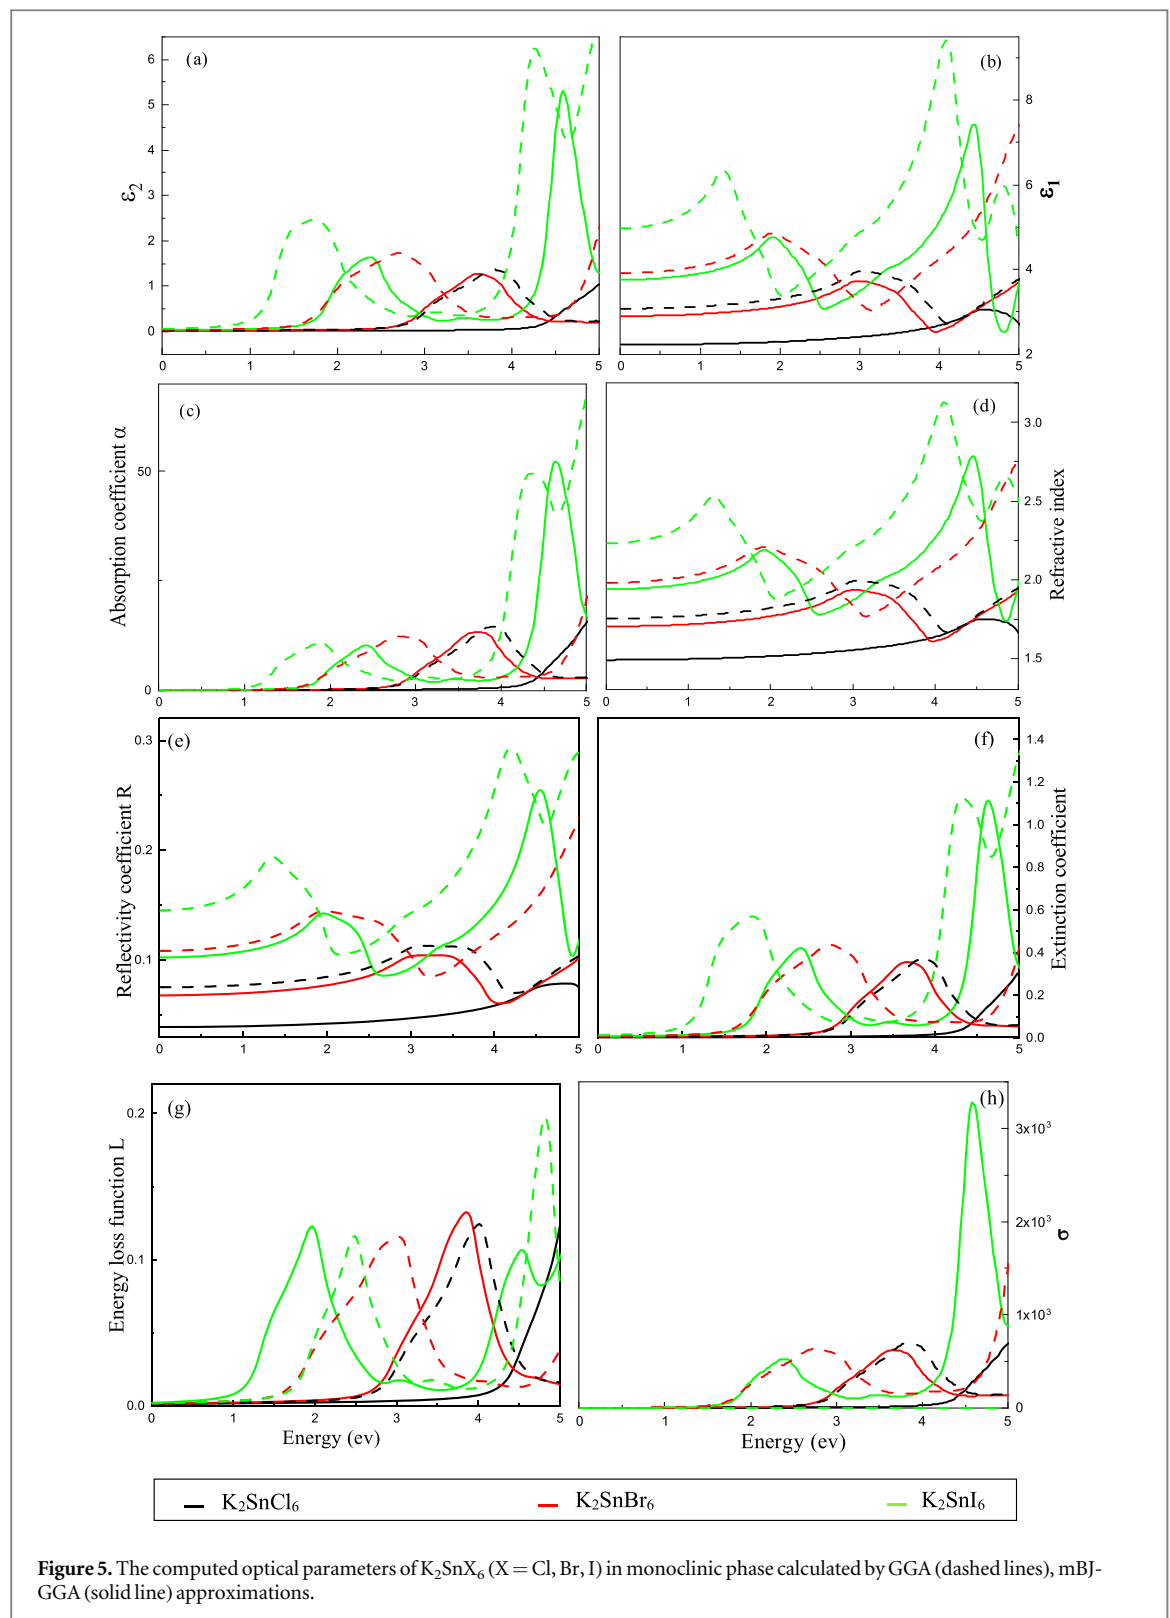 (a)
ε2
6
5
4
3
2
1
0
0 1 2 3 4 5
(b)
ε1
8
6
4
2
0 1 2 3 4 5
(c)
Absorption coefficient α
50
0
0 1 2 3 4 5
(d)
Refractive index
3.0
2.5
2.0
1.5
0 1 2 3 4 5
(e)
Reflectivity coefficient R
0.3
0.2
0.1
0 1 2 3 4 5
(f)
Extinction coefficient
1.4
1.2
1.0
0.8
0.6
0.4
0.2
0.0
0 1 2 3 4 5
(g)
Energy loss function L
0.2
0.1
0.0
0 1 2 3 4 5
Energy (ev)
(h)
σ
3x10³
2x10³
1x10³
0
0 1 2 3 4 5
Energy (ev)
K₂SnCl₆ K₂SnBr₆ K₂SnI₆
Figure 5. The computed optical parameters of K₂SnX₆ (X = Cl, Br, I) in monoclinic phase calculated by GGA (dashed lines), mBJ-
GGA (solid line) approximations.